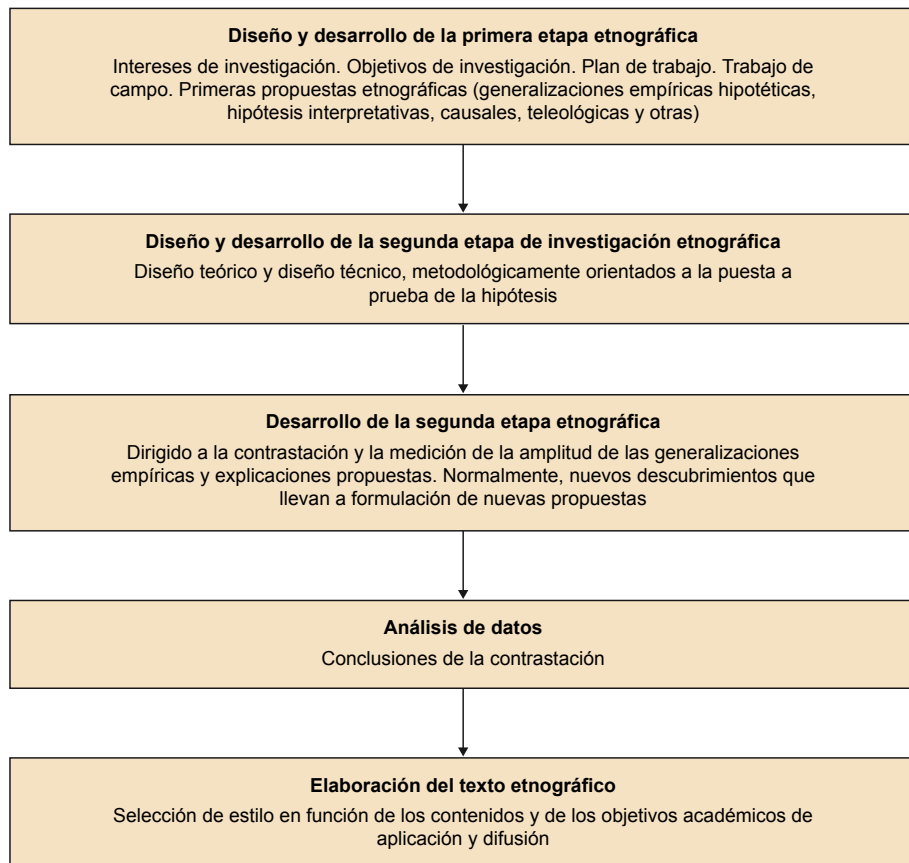 Diseño y desarrollo de la primera etapa etnográfica
Intereses de investigación. Objetivos de investigación. Plan de trabajo. Trabajo de
campo. Primeras propuestas etnográficas (generalizaciones empíricas hipotéticas,
hipótesis interpretativas, causales, teleológicas y otras)
Diseño y desarrollo de la segunda etapa de investigación etnográfica
Diseño teórico y diseño técnico, metodológicamente orientados a la puesta a
prueba de la hipótesis
Desarrollo de la segunda etapa etnográfica
Dirigido a la contrastación y la medición de la amplitud de las generalizaciones
empíricas y explicaciones propuestas. Normalmente, nuevos descubrimientos que
llevan a formulación de nuevas propuestas
Análisis de datos
Conclusiones de la contrastación
Elaboración del texto etnográfico
Selección de estilo en función de los contenidos y de los objetivos académicos de
aplicación y difusión